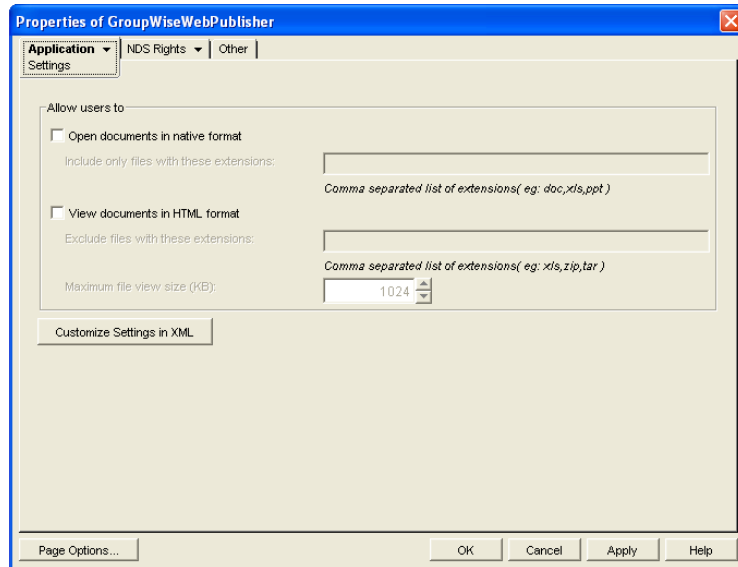 Properties of GroupWiseWebPublisher
Application NDS Rights Other
Settings
Allow users to
Open documents in native format
Include only files with these extensions:
Comma separated list of extensions( eg: doc,xls,ppt )
View documents in HTML format
Exclude files with these extensions:
Comma separated list of extensions( eg: xls,zip,tar )
Maximum file view size (KB): 1024
Customize Settings in XML
Page Options... OK Cancel Apply Help